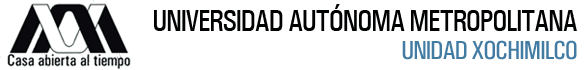 UNIVERSIDAD AUTÓNOMA METROPOLITANA
UNIDAD XOCHIMILCO
Casa abierta al tiempo